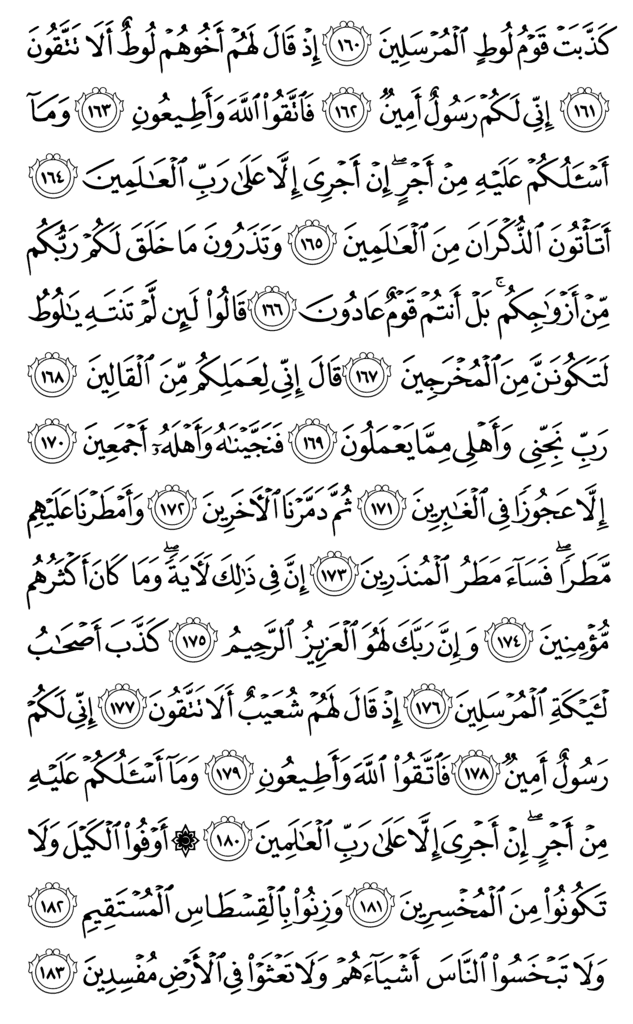 كَذَّبَتْ قَوْمُ لُوطٍ ٱلْمُرْسَلِينَ ١٦٠ إِذْ قَالَ لَهُمْ أَخُوهُمْ لُوطٌ أَلَا تَتَّقُونَ
١٦١ إِنِّى لَكُمْ رَسُولٌ أَمِينٌ ١٦٢ فَٱتَّقُوا۟ ٱللَّهَ وَأَطِيعُونِ ١٦٣ وَمَآ
أَسْـَٔلُكُمْ عَلَيْهِ مِنْ أَجْرٍ ۖ إِنْ أَجْرِىَ إِلَّا عَلَىٰ رَبِّ ٱلْعَـٰلَمِينَ ١٦٤
أَتَأْتُونَ ٱلذُّكْرَانَ مِنَ ٱلْعَـٰلَمِينَ ١٦٥ وَتَذَرُونَ مَا خَلَقَ لَكُمْ رَبُّكُم
مِّنْ أَزْوَٰجِكُم ۚ بَلْ أَنتُمْ قَوْمٌ عَادُونَ ١٦٦ قَالُوا۟ لَئِن لَّمْ تَنتَهِ يَـٰلُوطُ
لَتَكُونَنَّ مِنَ ٱلْمُخْرَجِينَ ١٦٧ قَالَ إِنِّى لِعَمَلِكُم مِّنَ ٱلْقَالِينَ ١٦٨
رَبِّ نَجِّنِى وَأَهْلِى مِمَّا يَعْمَلُونَ ١٦٩ فَنَجَّيْنَـٰهُ وَأَهْلَهُۥٓ أَجْمَعِينَ ١٧٠
إِلَّا عَجُوزًا فِى ٱلْغَـٰبِرِينَ ١٧١ ثُمَّ دَمَّرْنَا ٱلْـَٔاخَرِينَ ١٧٢ وَأَمْطَرْنَا عَلَيْهِم
مَّطَرًا ۖ فَسَآءَ مَطَرُ ٱلْمُنذَرِينَ ١٧٣ إِنَّ فِى ذَٰلِكَ لَـَٔايَةً ۖ وَمَا كَانَ أَكْثَرُهُم
مُّؤْمِنِينَ ١٧٤ وَإِنَّ رَبَّكَ لَهُوَ ٱلْعَزِيزُ ٱلرَّحِيمُ ١٧٥ كَذَّبَ أَصْحَـٰبُ
لْـَٔيْكَةِ ٱلْمُرْسَلِينَ ١٧٦ إِذْ قَالَ لَهُمْ شُعَيْبٌ أَلَا تَتَّقُونَ ١٧٧ إِنِّى لَكُمْ
رَسُولٌ أَمِينٌ ١٧٨ فَٱتَّقُوا۟ ٱللَّهَ وَأَطِيعُونِ ١٧٩ وَمَآ أَسْـَٔلُكُمْ عَلَيْهِ
مِنْ أَجْرٍ ۖ إِنْ أَجْرِىَ إِلَّا عَلَىٰ رَبِّ ٱلْعَـٰلَمِينَ ١٨٠ ۞ أَوْفُوا۟ ٱلْكَيْلَ وَلَا
تَكُونُوا۟ مِنَ ٱلْمُخْسِرِينَ ١٨١ وَزِنُوا۟ بِٱلْقِسْطَاسِ ٱلْمُسْتَقِيمِ ١٨٢
وَلَا تَبْخَسُوا۟ ٱلنَّاسَ أَشْيَآءَهُمْ وَلَا تَعْثَوْا۟ فِى ٱلْأَرْضِ مُفْسِدِينَ ١٨٣